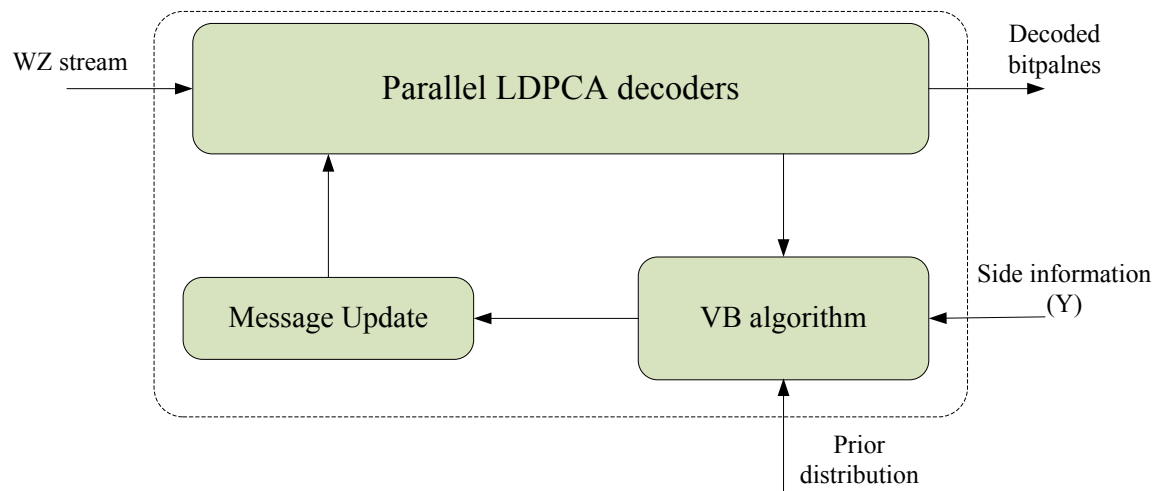 WZ stream
Parallel LDPCA decoders
Decoded
bitpalnes
Message Update
VB algorithm
Side information
(Y)
Prior
distribution